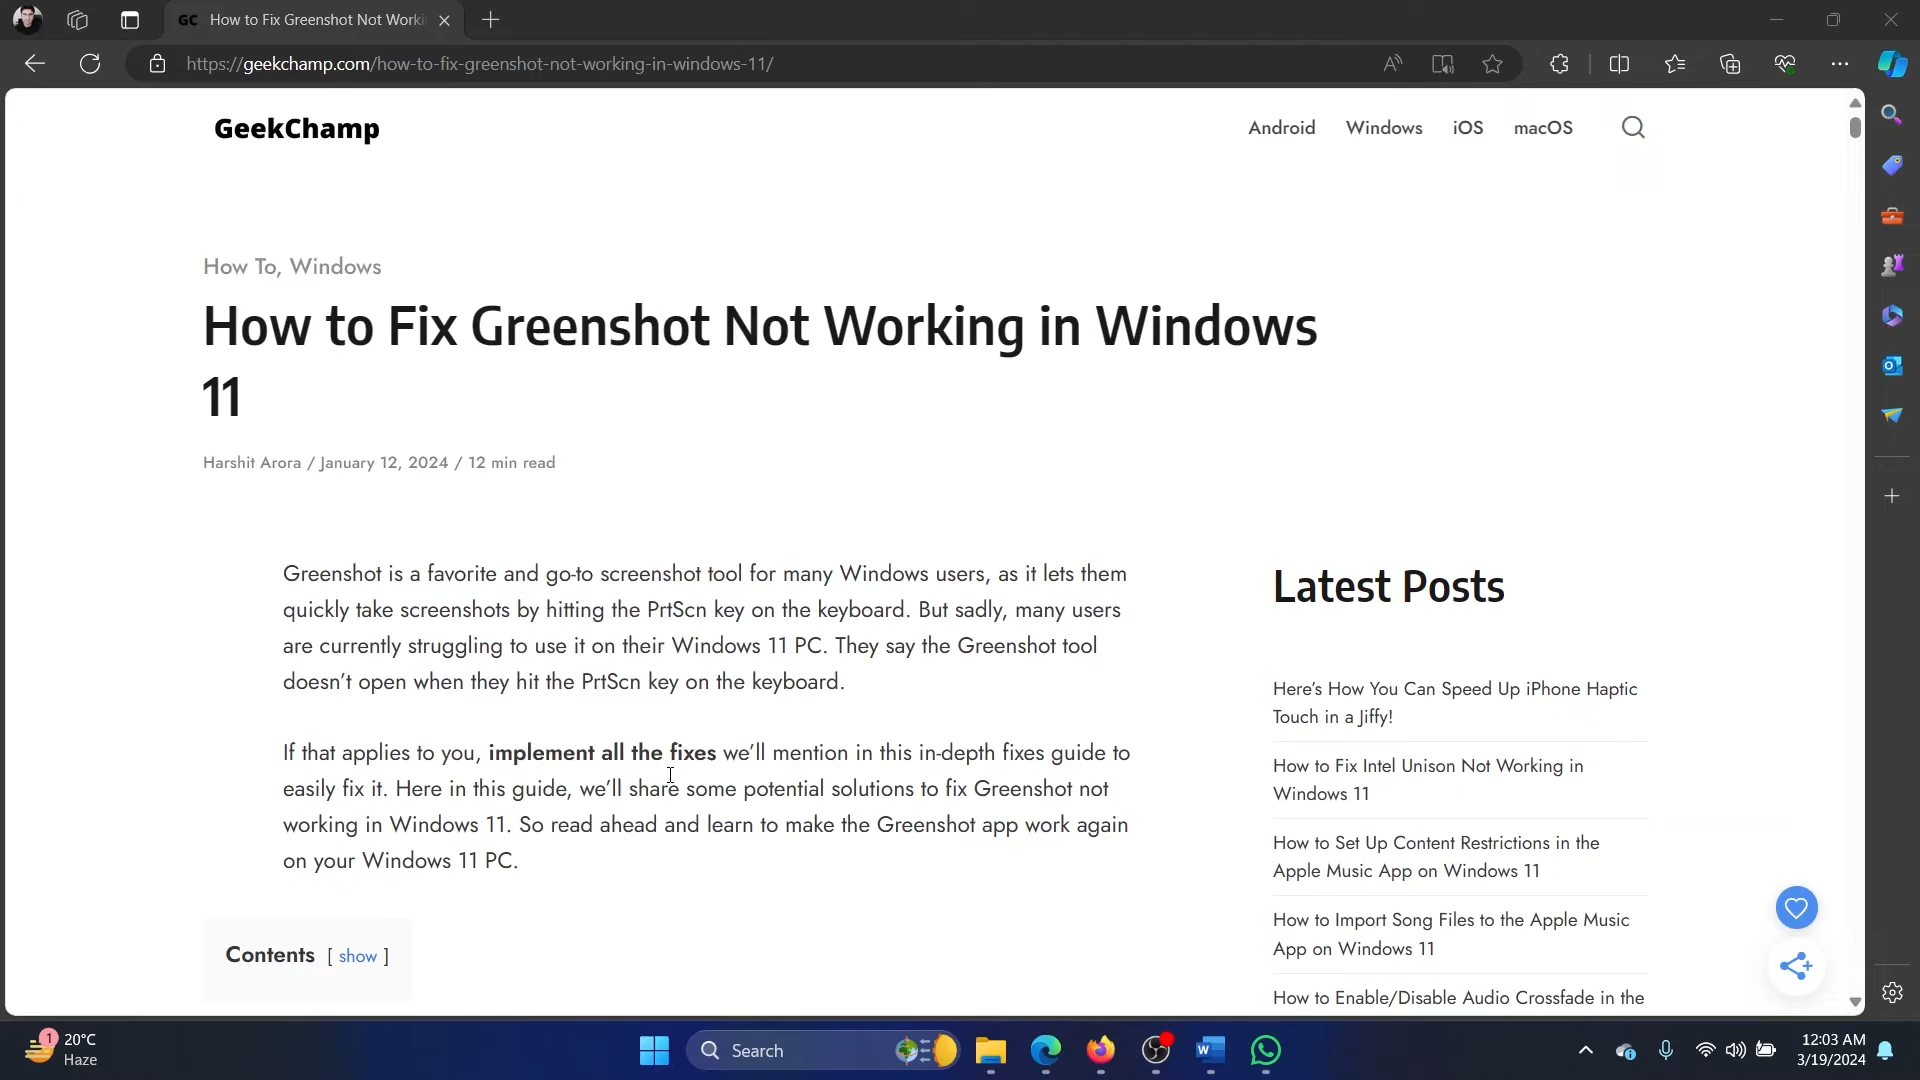 GC How to Fix Greenshot Not Worki
https://geekchamp.com/how-to-fix-greenshot-not-working-in-windows-11/
GeekChamp
Android Windows iOS macOS
How To, Windows
How to Fix Greenshot Not Working in Windows
11
Harshit Arora / January 12, 2024 / 12 min read
Greenshot is a favorite and go-to screenshot tool for many Windows users, as it lets them
quickly take screenshots by hitting the PrtScn key on the keyboard. But sadly, many users
are currently struggling to use it on their Windows 11 PC. They say the Greenshot tool
doesn’t open when they hit the PrtScn key on the keyboard.
If that applies to you, implement all the fixes we’ll mention in this in-depth fixes guide to
easily fix it. Here in this guide, we’ll share some potential solutions to fix Greenshot not
working in Windows 11. So read ahead and learn to make the Greenshot app work again
on your Windows 11 PC.
Contents [ show ]
Latest Posts
Here’s How You Can Speed Up iPhone Haptic
Touch in a Jiffy!
How to Fix Intel Unison Not Working in
Windows 11
How to Set Up Content Restrictions in the
Apple Music App on Windows 11
How to Import Song Files to the Apple Music
App on Windows 11
How to Enable/Disable Audio Crossfade in the
1
20°C
Haze
Search
12:03 AM
3/19/2024